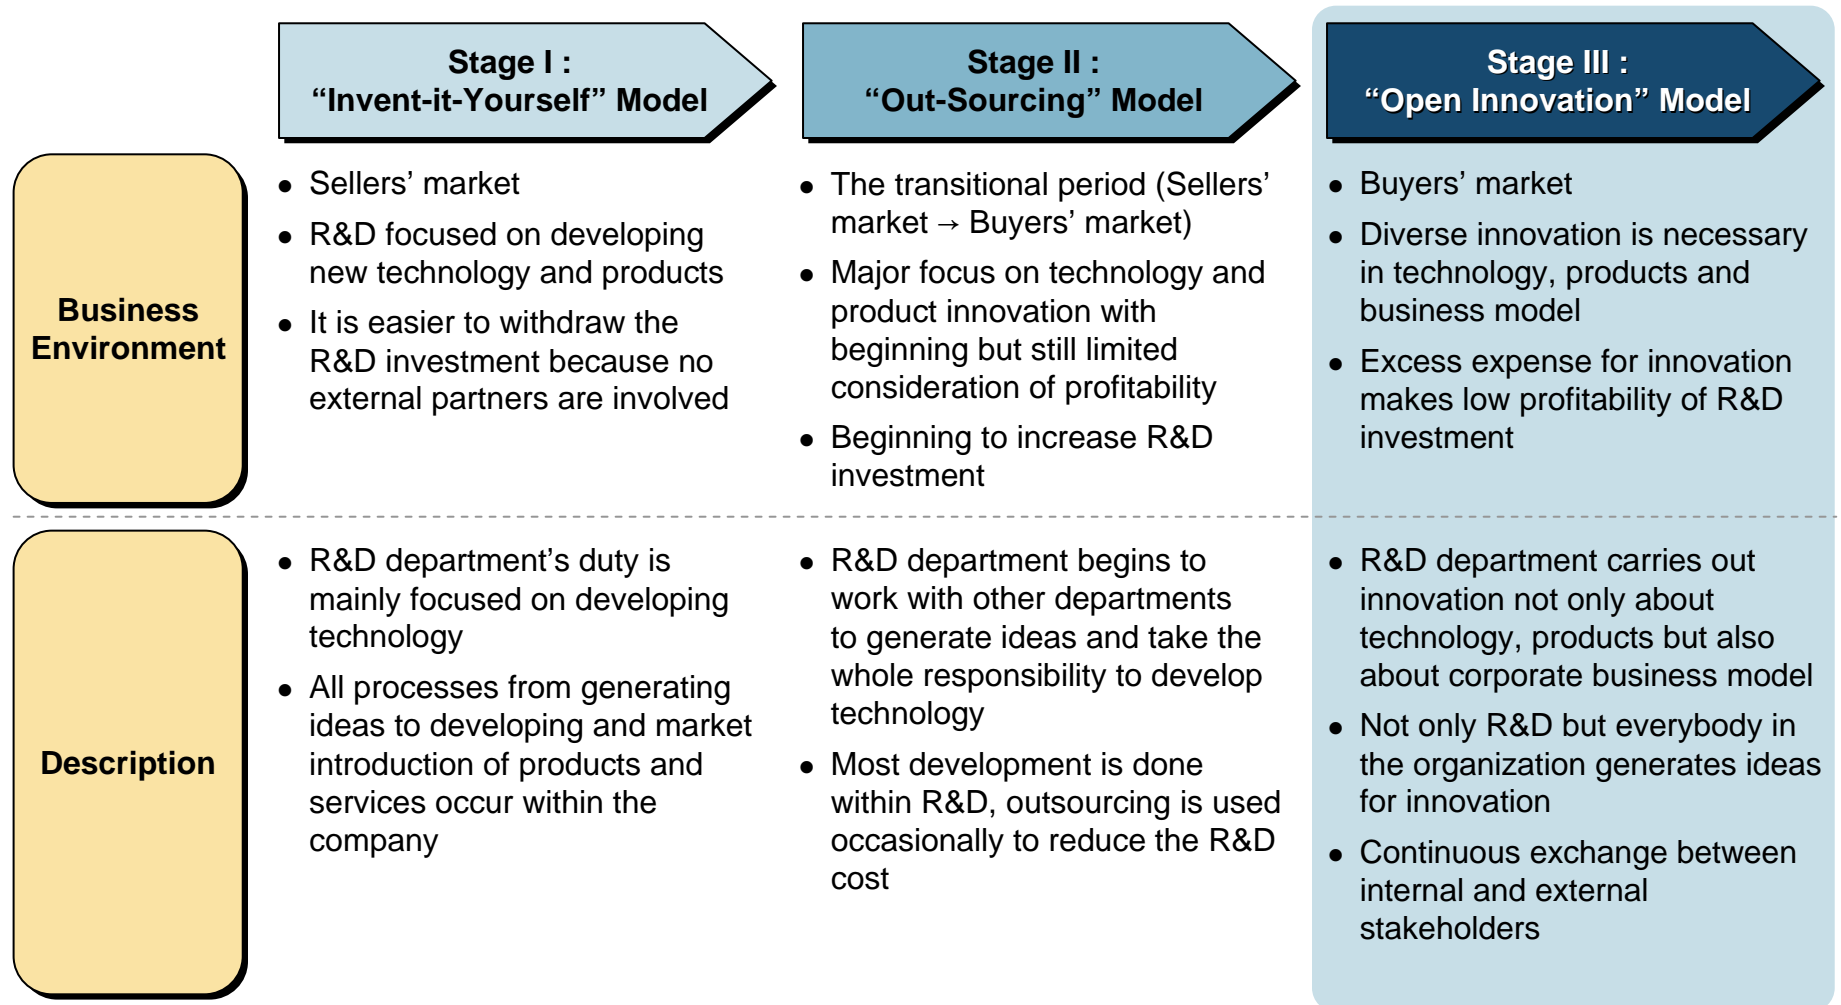 Stage I :
“Invent-it-Yourself” Model
Stage II :
“Out-Sourcing” Model
Stage III :
“Open Innovation” Model
Business
Environment
● Sellers’ market
● R&D focused on developing
new technology and products
● It is easier to withdraw the
R&D investment because no
external partners are involved
● The transitional period (Sellers’
market → Buyers’ market)
● Major focus on technology and
product innovation with
beginning but still limited
consideration of profitability
● Beginning to increase R&D
investment
● Buyers’ market
● Diverse innovation is necessary
in technology, products and
business model
● Excess expense for innovation
makes low profitability of R&D
investment
Description
● R&D department’s duty is
mainly focused on developing
technology
● All processes from generating
ideas to developing and market
introduction of products and
services occur within the
company
● R&D department begins to
work with other departments
to generate ideas and take the
whole responsibility to develop
technology
● Most development is done
within R&D, outsourcing is used
occasionally to reduce the R&D
cost
● R&D department carries out
innovation not only about
technology, products but also
about corporate business model
● Not only R&D but everybody in
the organization generates ideas
for innovation
● Continuous exchange between
internal and external
stakeholders